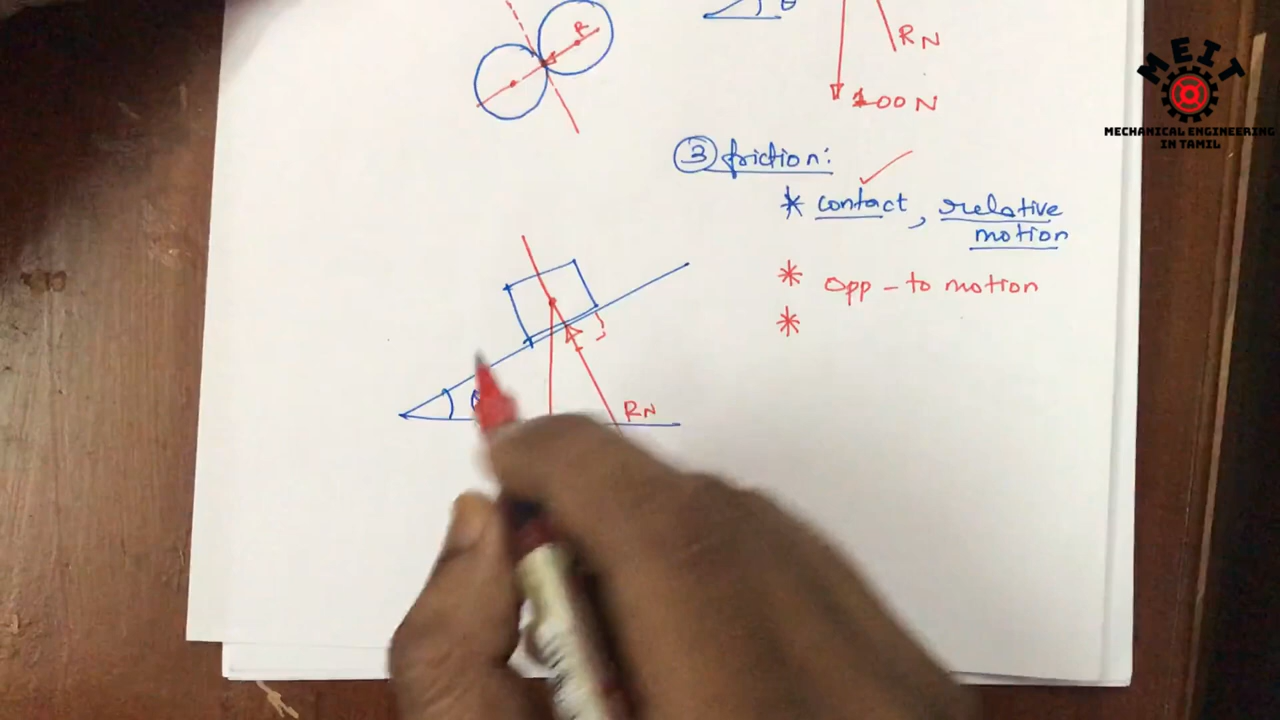 R
θ
RN
100 N
MEIT
MECHANICAL ENGINEERING
IN TAMIL
③ friction:
* contact, relative
motion
* opp - to motion
*
RN